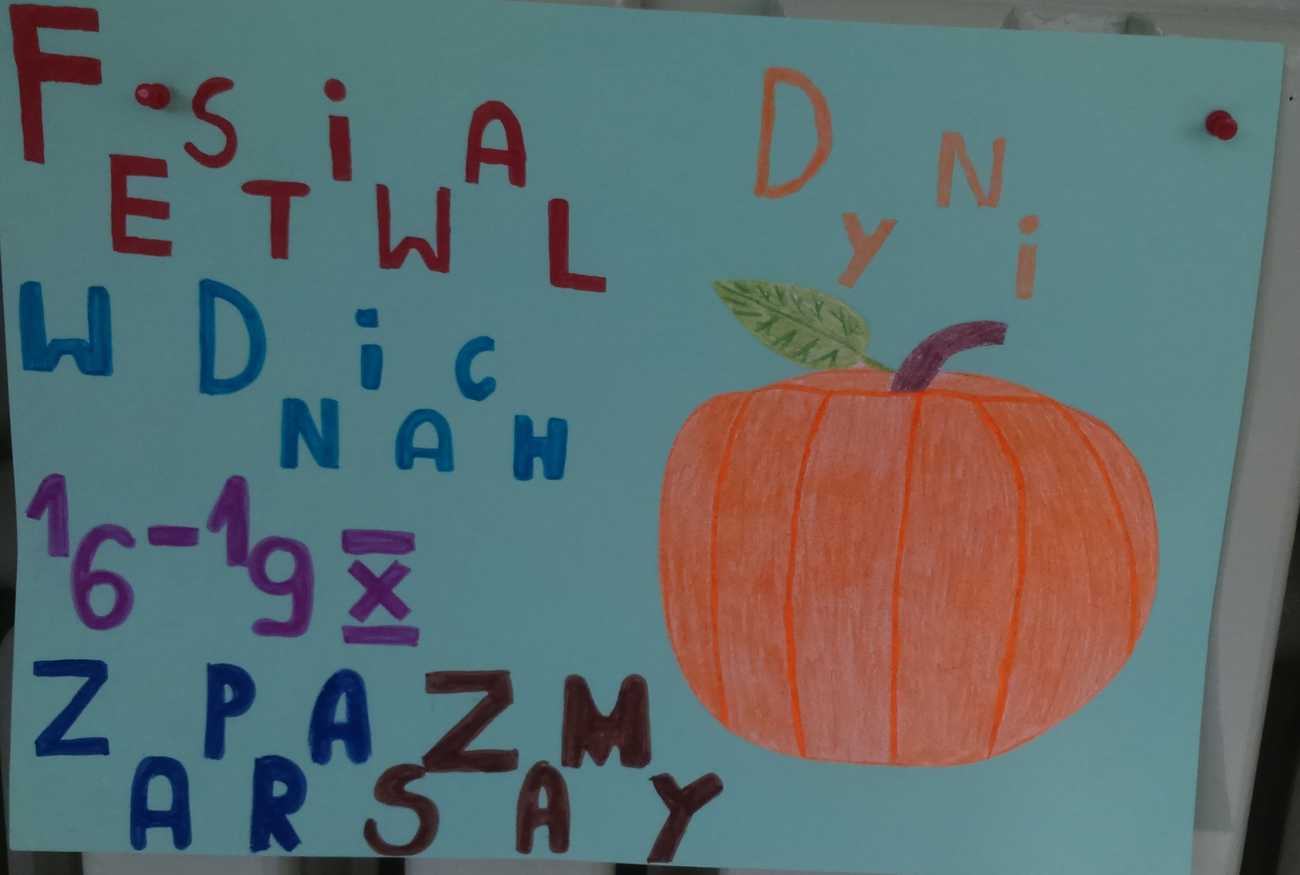 FESTiWAL DyNi
W DNiACH
16-19 X
ZAPRASZAMY